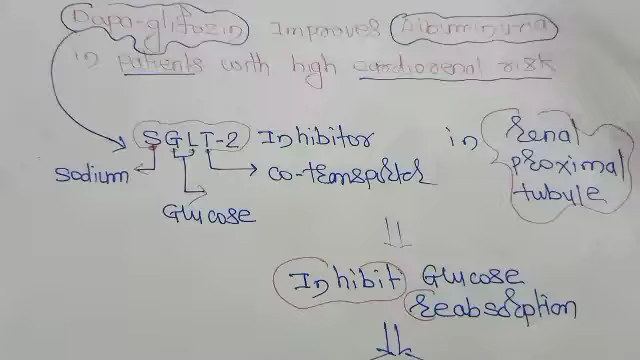 Dapa-gliflozin Improves Albuminuria
in Patients with high cardiorenal risk
SGLT-2 Inhibitor in renal proximal tubule
Sodium
co-transporter
Glucose
Inhibit Glucose
Reabsorption